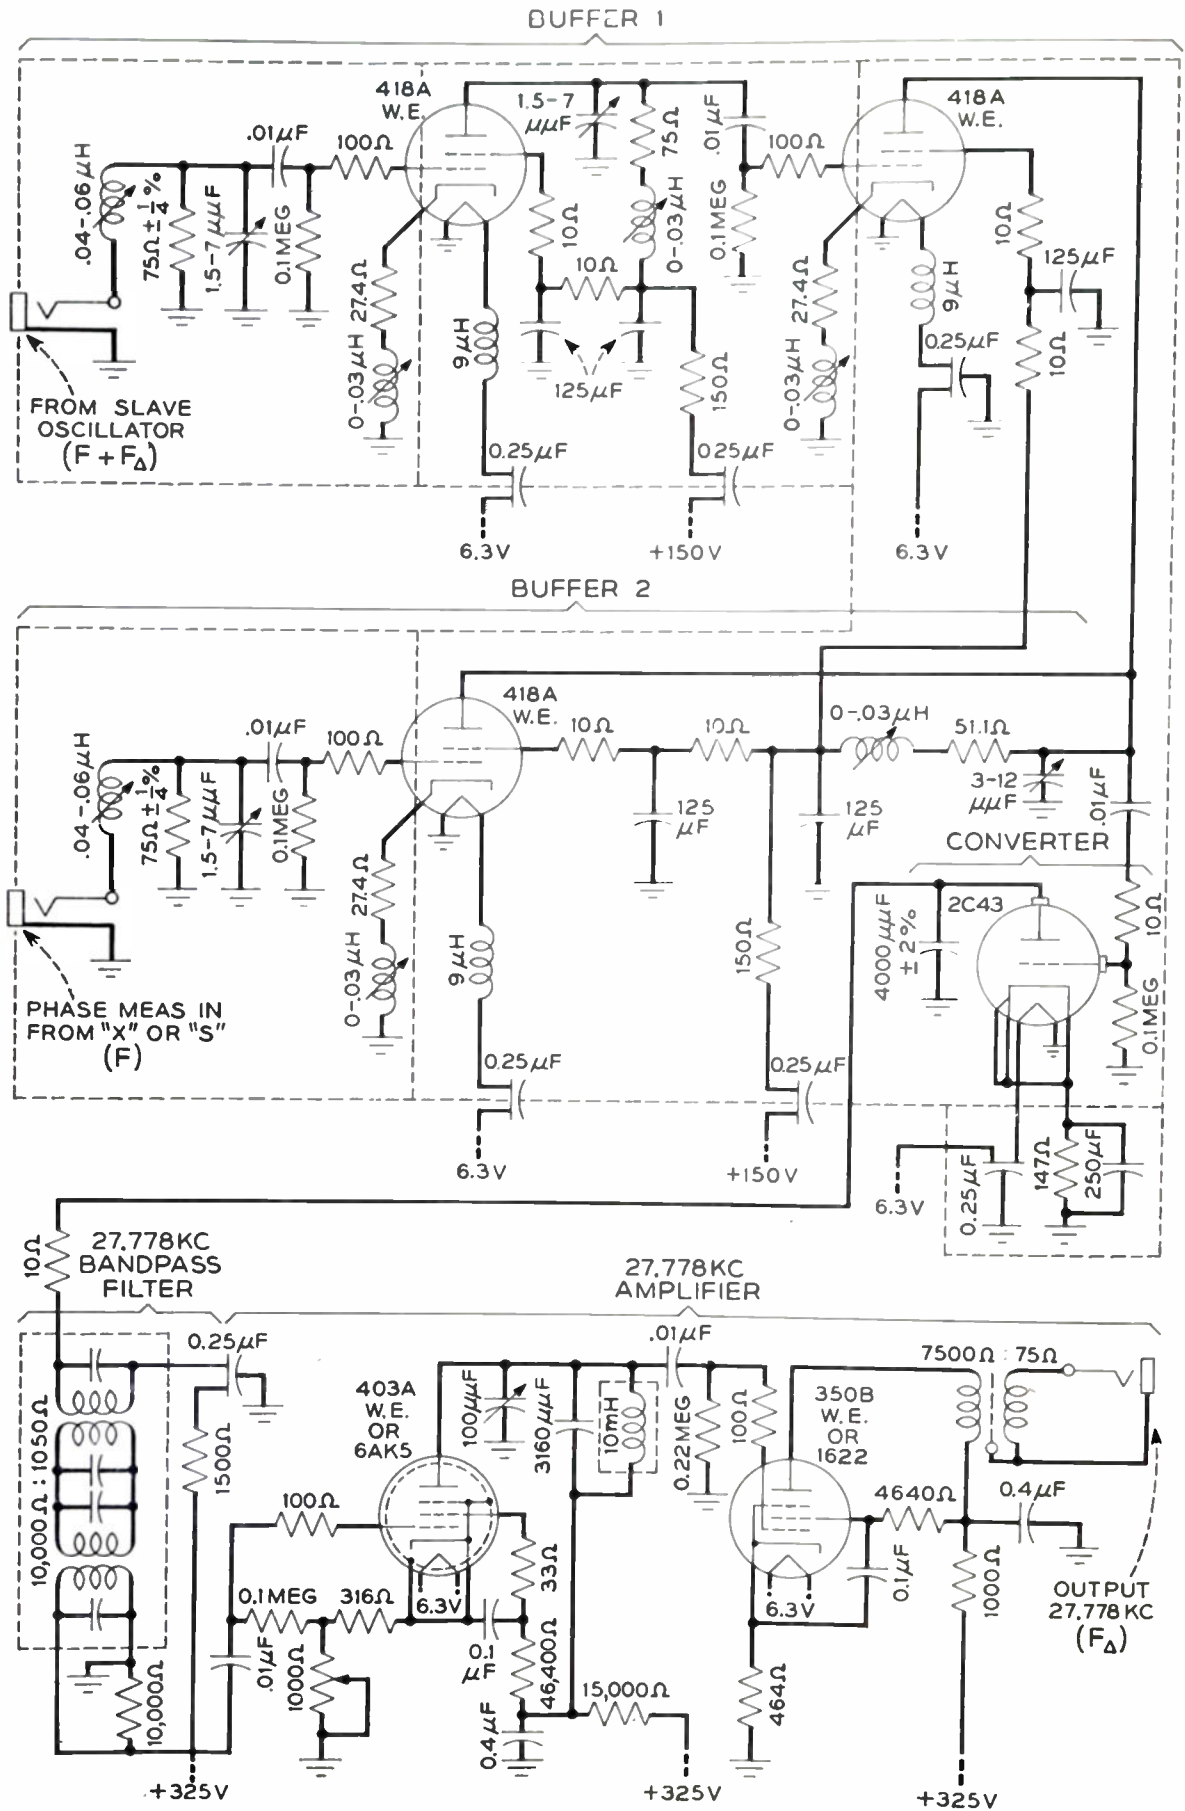 BUFFER 1
418A
W.E.
1.5-7
μμF
75Ω
.01μF
418A
W.E.
.04-.06μH
75Ω±1/4%
1.5-7μμF
.01μF
0.1MEG
100Ω
27.4Ω
0-.03μH
9μH
10Ω
10Ω
125μF
0-.03μH
150Ω
0.1MEG
100Ω
27.4Ω
0-.03μH
9μH
0.25μF
10Ω
125μF
10Ω
FROM SLAVE
OSCILLATOR
(F+FΔ)
0.25μF
0.25μF
6.3V
+150V
6.3V
BUFFER 2
418A
W.E.
.04-.06μH
75Ω±1/4%
1.5-7μμF
.01μF
0.1MEG
100Ω
27.4Ω
0-.03μH
9μH
10Ω
125
μF
10Ω
150Ω
125
μF
0-.03μH
51.1Ω
3-12
μμF
.01μF
CONVERTER
2C43
4000μμF
±2%
10Ω
0.1MEG
PHASE MEAS IN
FROM "X" OR "S"
(F)
0.25μF
0.25μF
6.3V
+150V
6.3V
0.25μF
147Ω
250μF
10Ω
27.778KC
BANDPASS
FILTER
27.778KC
AMPLIFIER
0.25μF
10,000Ω:1050Ω
1500Ω
10,000Ω
+325V
403A
W.E.
OR
6AK5
100Ω
0.1MEG
316Ω
.01μF
1000Ω
6.3V
0.1
μF
33Ω
46,400Ω
0.4μF
100μμF
3160μμF
10mH
.01μF
0.22MEG
100Ω
15,000Ω
+325V
350B
W.E.
OR
1622
6.3V
464Ω
0.1μF
4640Ω
7500Ω:75Ω
0.4μF
1000Ω
+325V
OUTPUT
27.778KC
(FΔ)